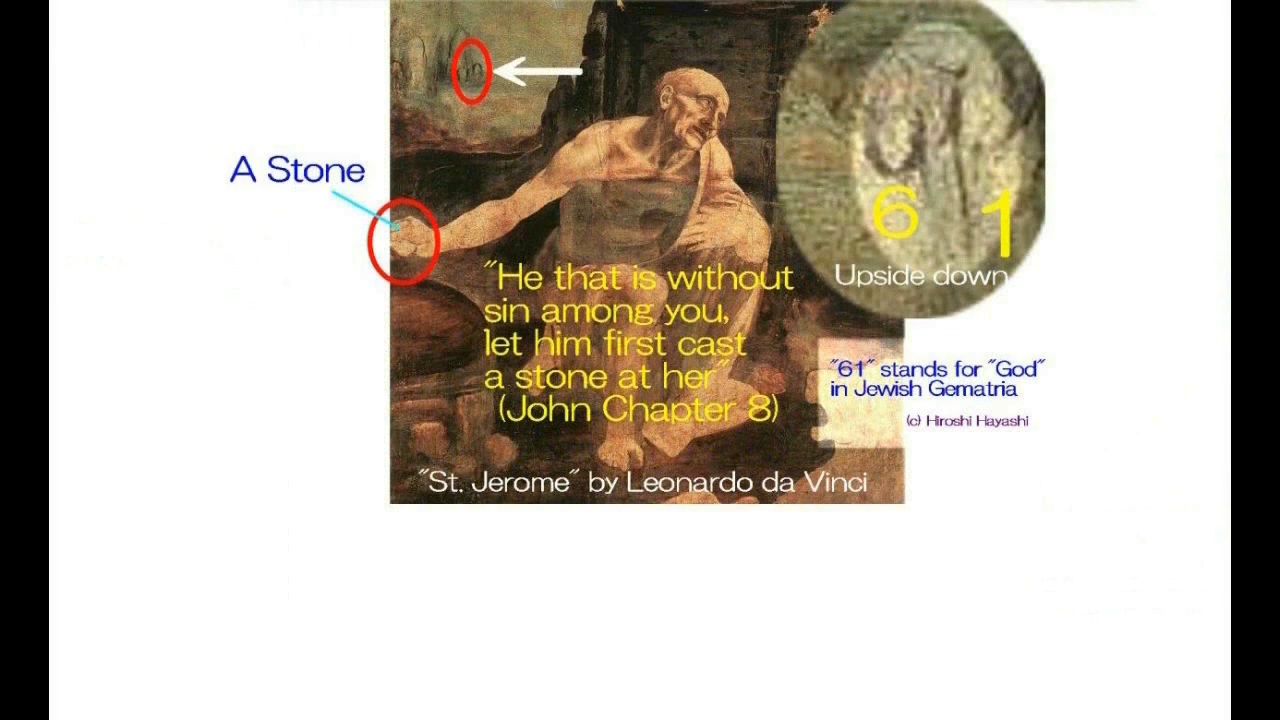 A Stone
"He that is without
sin among you,
let him first cast
a stone at her"
(John Chapter 8)
"St. Jerome" by Leonardo da Vinci
6 1
Upside down
"61" stands for "God"
in Jewish Gematria
(c) Hiroshi Hayashi